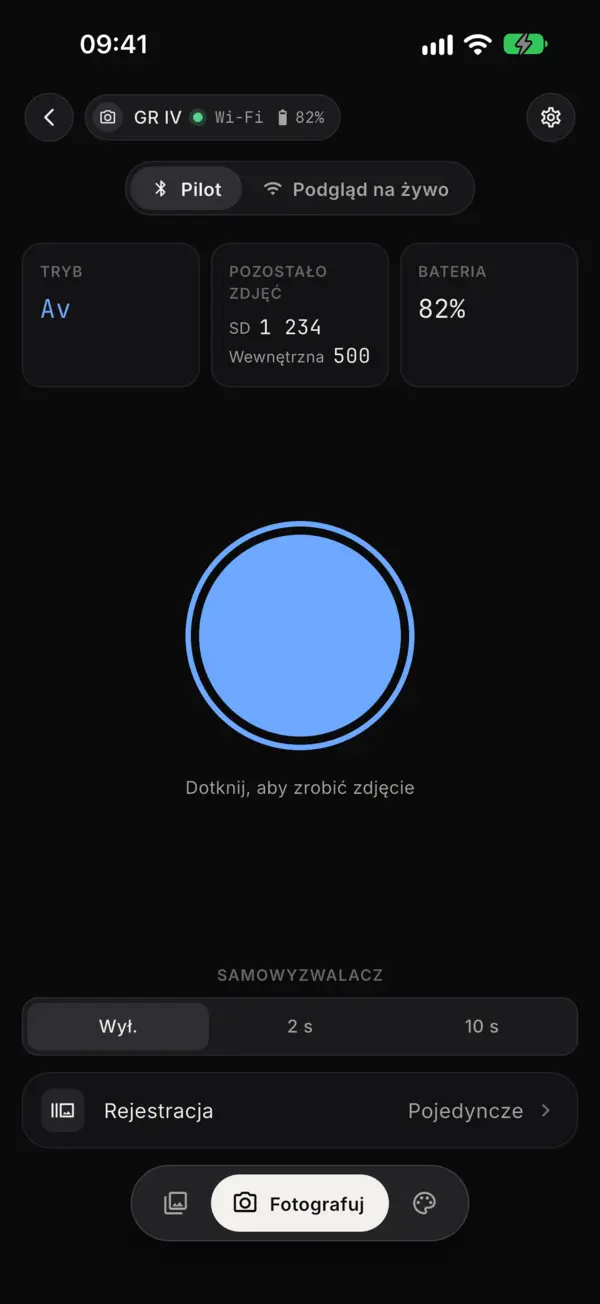 09:41
GR IV Wi-Fi 82%
Pilot Podgląd na żywo
TRYB
Av
POZOSTAŁO
ZDJĘĆ
SD 1 234
Wewnętrzna 500
BATERIA
82%
Dotknij, aby zrobić zdjęcie
SAMOWYZWALACZ
Wył. 2 s 10 s
Rejestracja Pojedyncze
Fotografuj